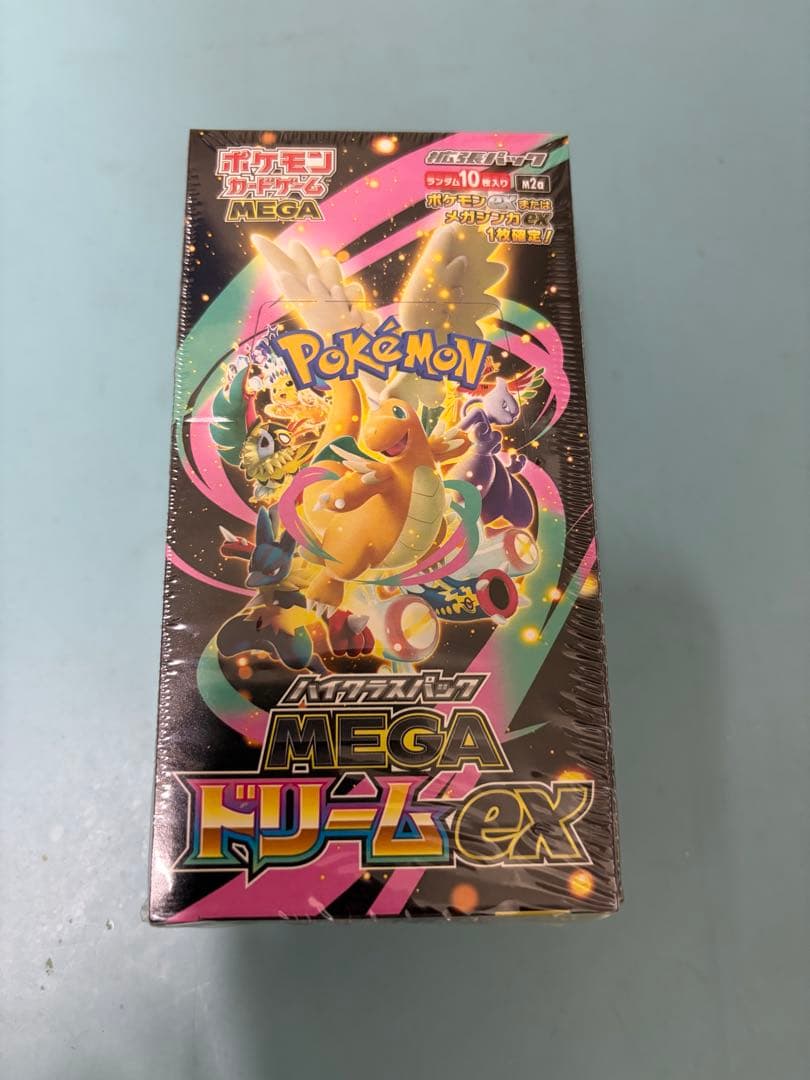 ポケモン
カードゲーム
MEGA
拡張パック
ランダム10枚入り M2a
ポケモンexまたは
メガシンカex
1枚確定!
POKÉMON
TM
ハイクラスパック
MEGA
ドリームex